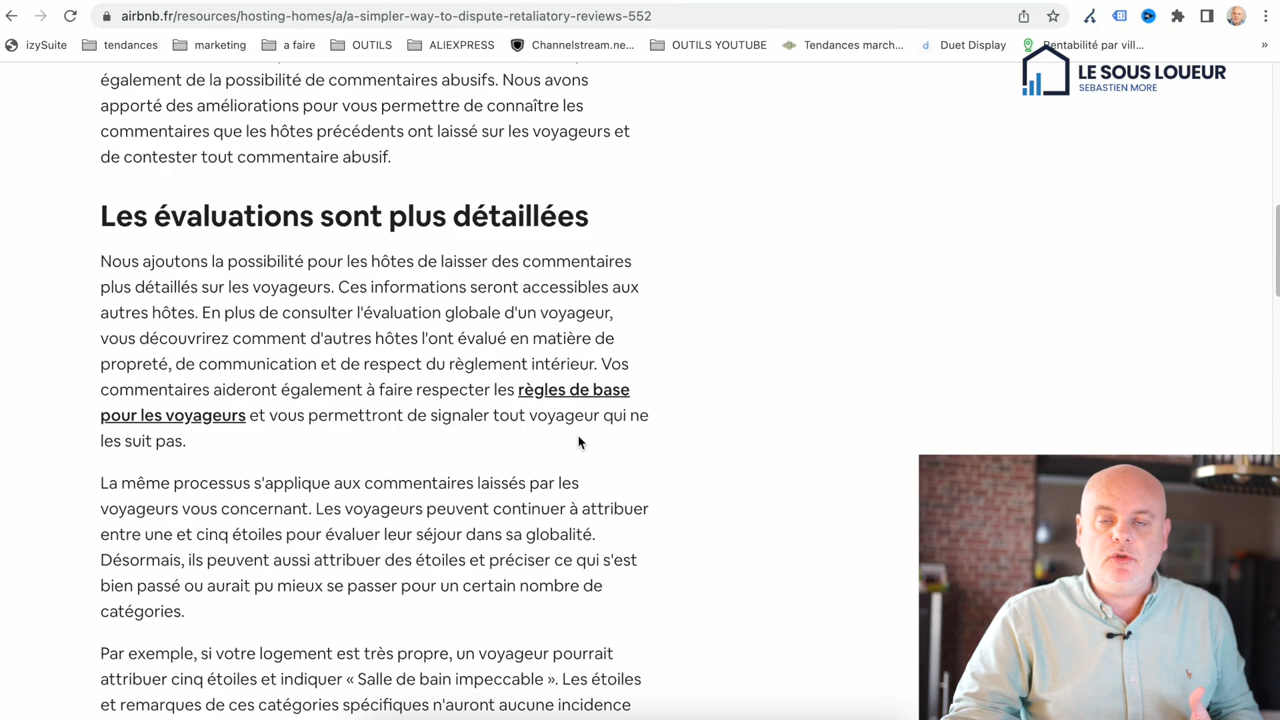 airbnb.fr/resources/hosting-homes/a/a-simpler-way-to-dispute-retaliatory-reviews-552
izySuite tendances marketing a faire OUTILS ALIEXPRESS Channelstream.ne... OUTILS YOUTUBE Tendances march... Duet Display Rentabilité par vill... »
LE SOUS LOUEUR
SEBASTIEN MORE
également de la possibilité de commentaires abusifs. Nous avons
apporté des améliorations pour vous permettre de connaître les
commentaires que les hôtes précédents ont laissé sur les voyageurs et
de contester tout commentaire abusif.
Les évaluations sont plus détaillées
Nous ajoutons la possibilité pour les hôtes de laisser des commentaires
plus détaillés sur les voyageurs. Ces informations seront accessibles aux
autres hôtes. En plus de consulter l'évaluation globale d'un voyageur,
vous découvrirez comment d'autres hôtes l'ont évalué en matière de
propreté, de communication et de respect du règlement intérieur. Vos
commentaires aideront également à faire respecter les règles de base
pour les voyageurs et vous permettront de signaler tout voyageur qui ne
les suit pas.
La même processus s'applique aux commentaires laissés par les
voyageurs vous concernant. Les voyageurs peuvent continuer à attribuer
entre une et cinq étoiles pour évaluer leur séjour dans sa globalité.
Désormais, ils peuvent aussi attribuer des étoiles et préciser ce qui s'est
bien passé ou aurait pu mieux se passer pour un certain nombre de
catégories.
Par exemple, si votre logement est très propre, un voyageur pourrait
attribuer cinq étoiles et indiquer « Salle de bain impeccable ». Les étoiles
et remarques de ces catégories spécifiques n'auront aucune incidence